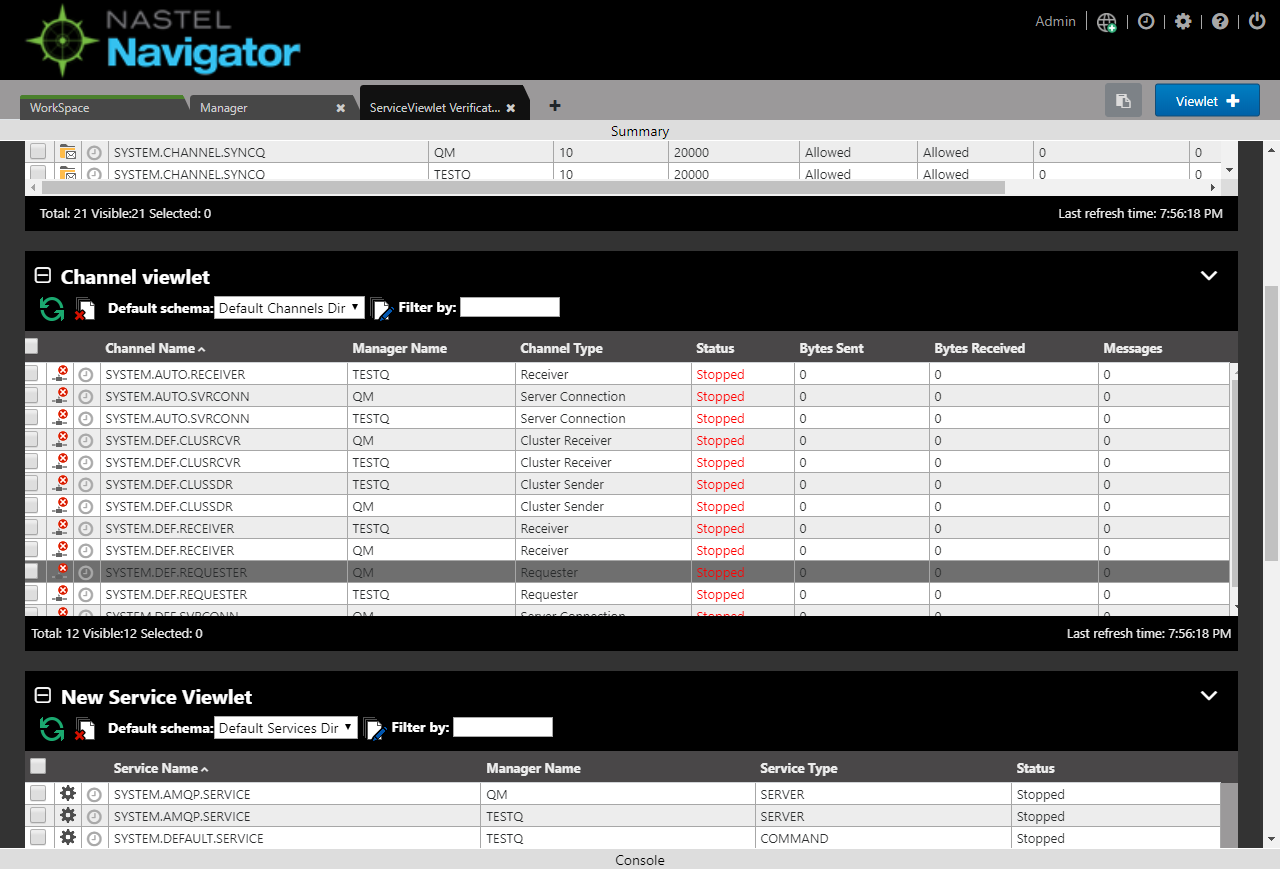 NASTEL
Navigator
Admin
WorkSpace
Manager
ServiceViewlet Verificat...
Viewlet
Summary
SYSTEM.CHANNEL.SYNCQ QM 10 20000 Allowed Allowed 0 0
SYSTEM.CHANNEL.SYNCQ TESTQ 10 20000 Allowed Allowed 0 0
Total: 21 Visible:21 Selected: 0 Last refresh time: 7:56:18 PM
Channel viewlet
Default schema: Default Channels Dir Filter by:
Channel Name Manager Name Channel Type Status Bytes Sent Bytes Received Messages
SYSTEM.AUTO.RECEIVER TESTQ Receiver Stopped 0 0 0
SYSTEM.AUTO.SVRCONN QM Server Connection Stopped 0 0 0
SYSTEM.AUTO.SVRCONN TESTQ Server Connection Stopped 0 0 0
SYSTEM.DEF.CLUSRCVR QM Cluster Receiver Stopped 0 0 0
SYSTEM.DEF.CLUSRCVR TESTQ Cluster Receiver Stopped 0 0 0
SYSTEM.DEF.CLUSSDR TESTQ Cluster Sender Stopped 0 0 0
SYSTEM.DEF.CLUSSDR QM Cluster Sender Stopped 0 0 0
SYSTEM.DEF.RECEIVER TESTQ Receiver Stopped 0 0 0
SYSTEM.DEF.RECEIVER QM Receiver Stopped 0 0 0
SYSTEM.DEF.REQUESTER QM Requester Stopped 0 0 0
SYSTEM.DEF.REQUESTER TESTQ Requester Stopped 0 0 0
SYSTEM.DEF.SVRCONN QM Server Connection Stopped 0 0 0
Total: 12 Visible:12 Selected: 0 Last refresh time: 7:56:18 PM
New Service Viewlet
Default schema: Default Services Dir Filter by:
Service Name Manager Name Service Type Status
SYSTEM.AMQP.SERVICE QM SERVER Stopped
SYSTEM.AMQP.SERVICE TESTQ SERVER Stopped
SYSTEM.DEFAULT.SERVICE TESTQ COMMAND Stopped
Console